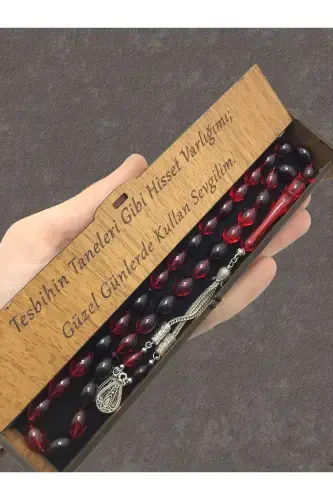 Tesbihin Taneleri Gibi Hisset Varlığımı;
Güzel Günlerde Kullan Sevgilim.